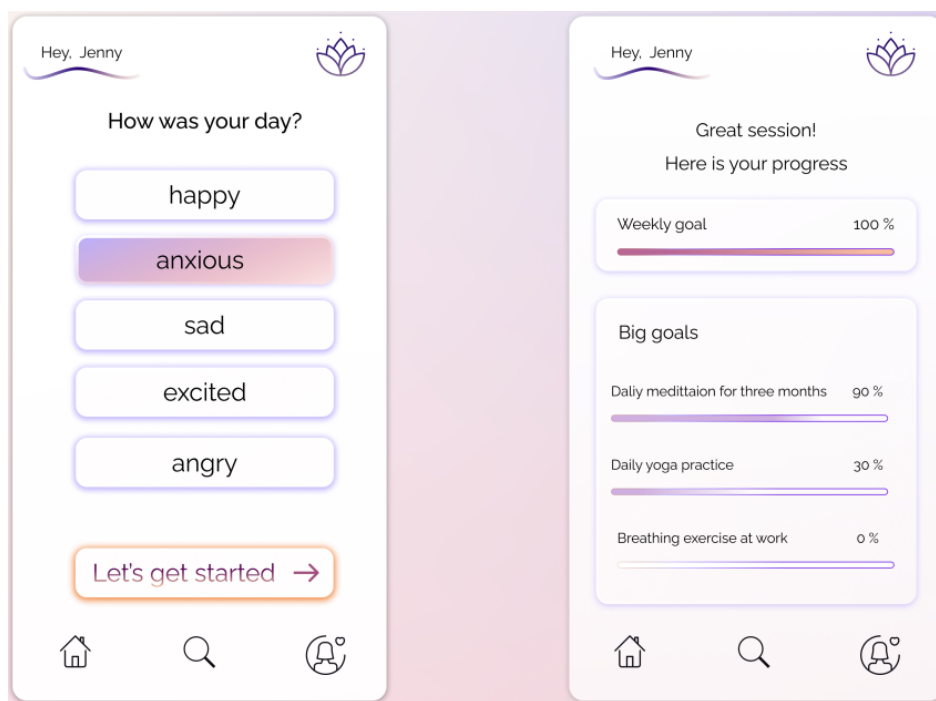 Hey, Jenny
How was your day?
happy
anxious
sad
excited
angry
Let's get started
Hey, Jenny
Great session!
Here is your progress
Weekly goal 100 %
Big goals
Daliy medittaion for three months 90 %
Daily yoga practice 30 %
Breathing exercise at work 0 %